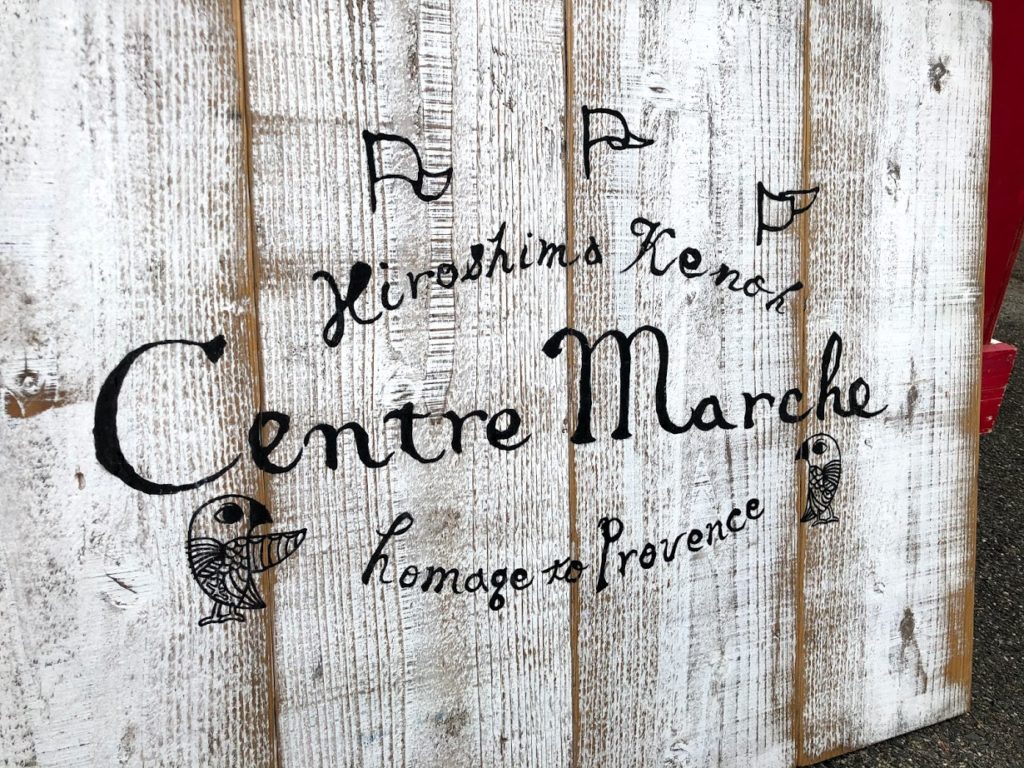 Hiroshima Kenoh
Centre Marche
homage to Provence